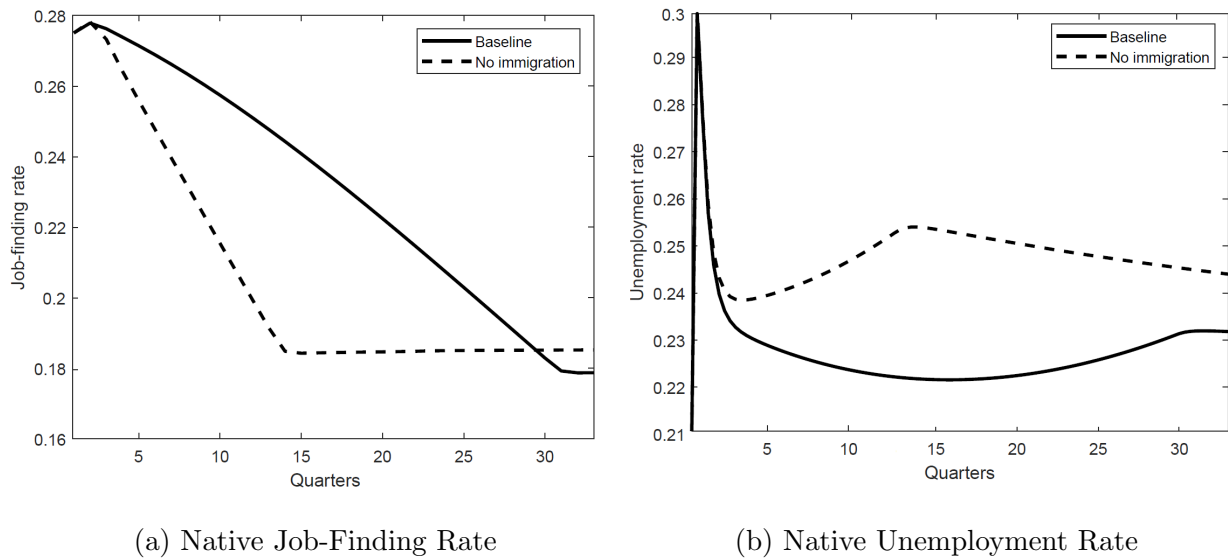 0.28
0.26
0.24
0.22
0.2
0.18
0.16
Job-finding rate
5
10
15
20
25
30
Quarters
Baseline
No immigration
(a) Native Job-Finding Rate
0.3
0.29
0.28
0.27
0.26
0.25
0.24
0.23
0.22
0.21
Unemployment rate
5
10
15
20
25
30
Quarters
Baseline
No immigration
(b) Native Unemployment Rate